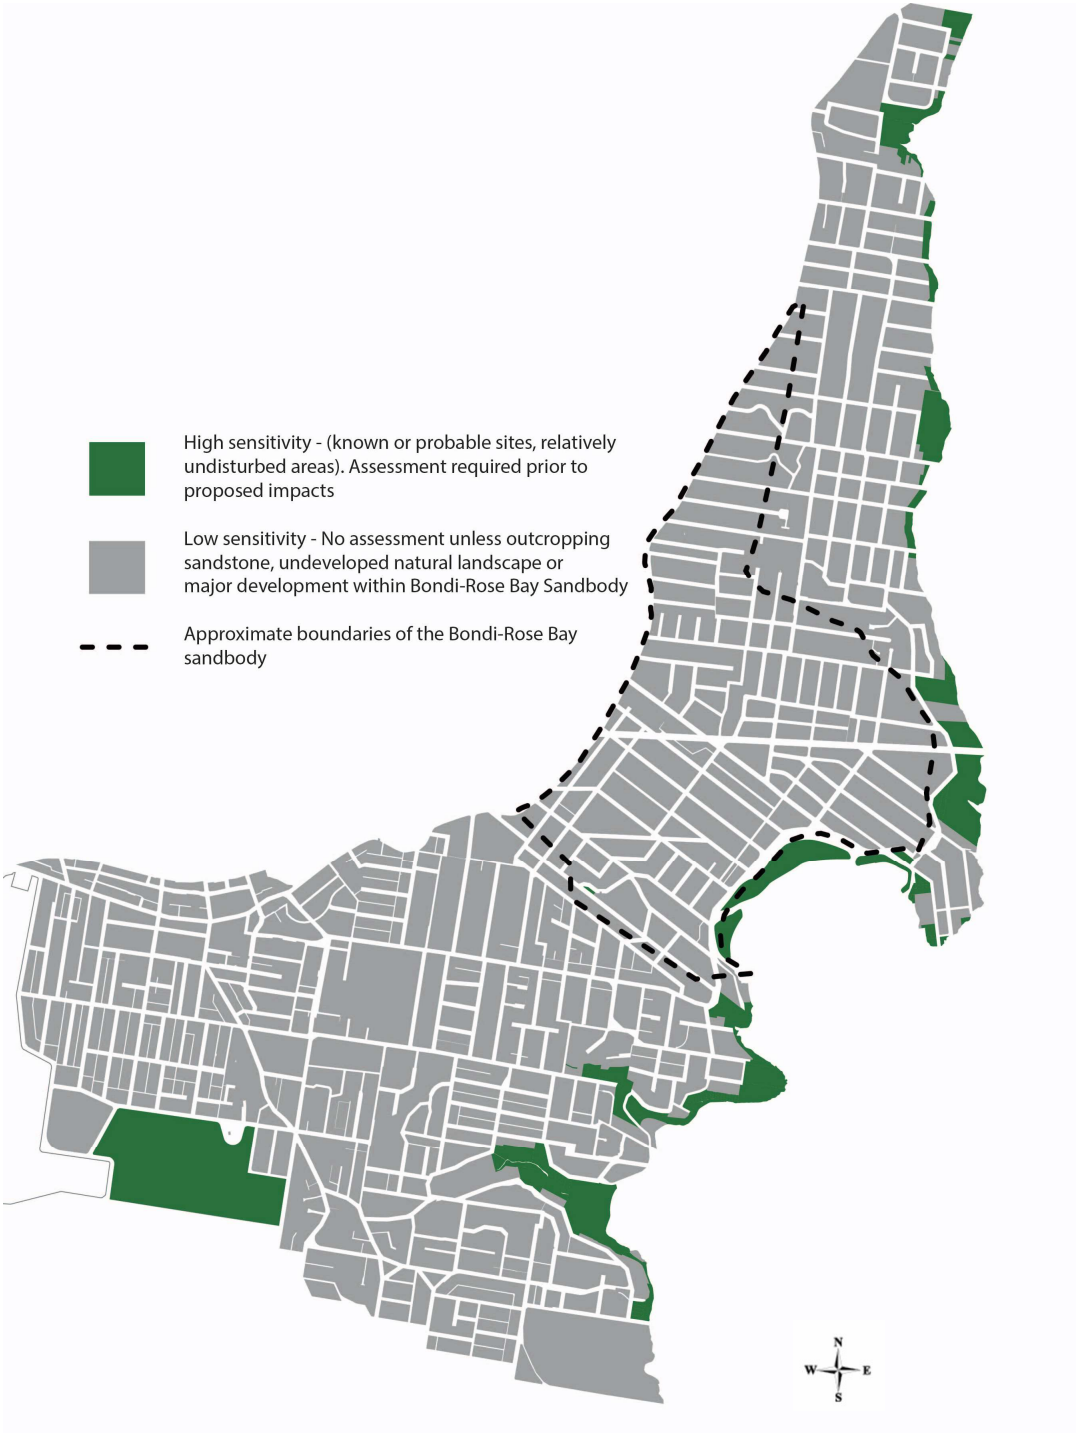 High sensitivity - (known or probable sites, relatively
undisturbed areas). Assessment required prior to
proposed impacts
Low sensitivity - No assessment unless outcropping
sandstone, undeveloped natural landscape or
major development within Bondi-Rose Bay Sandbody
Approximate boundaries of the Bondi-Rose Bay
sandbody
N
W E
S